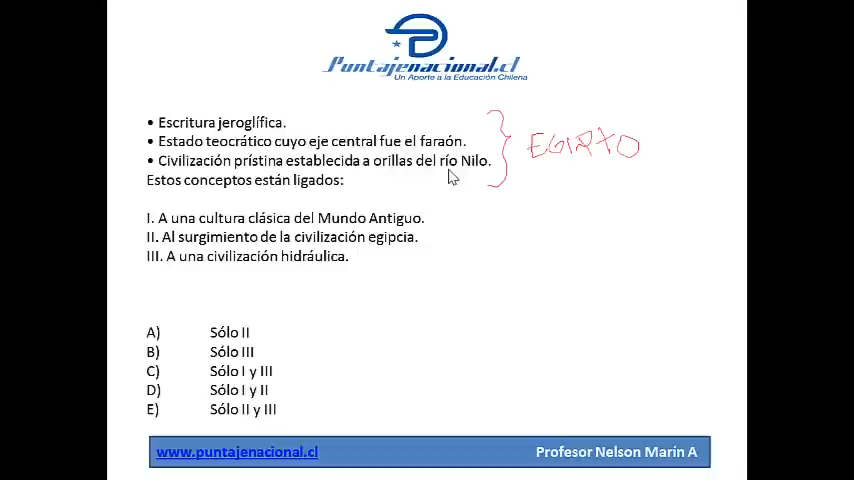 Puntajenacional.cl
Un Aporte a la Educación Chilena
• Escritura jeroglífica.
• Estado teocrático cuyo eje central fue el faraón.
• Civilización prístina establecida a orillas del río Nilo.
EGIPTO
Estos conceptos están ligados:
I. A una cultura clásica del Mundo Antiguo.
II. Al surgimiento de la civilización egipcia.
III. A una civilización hidráulica.
A) Sólo II
B) Sólo III
C) Sólo I y III
D) Sólo I y II
E) Sólo II y III
www.puntajenacional.cl Profesor Nelson Marín A